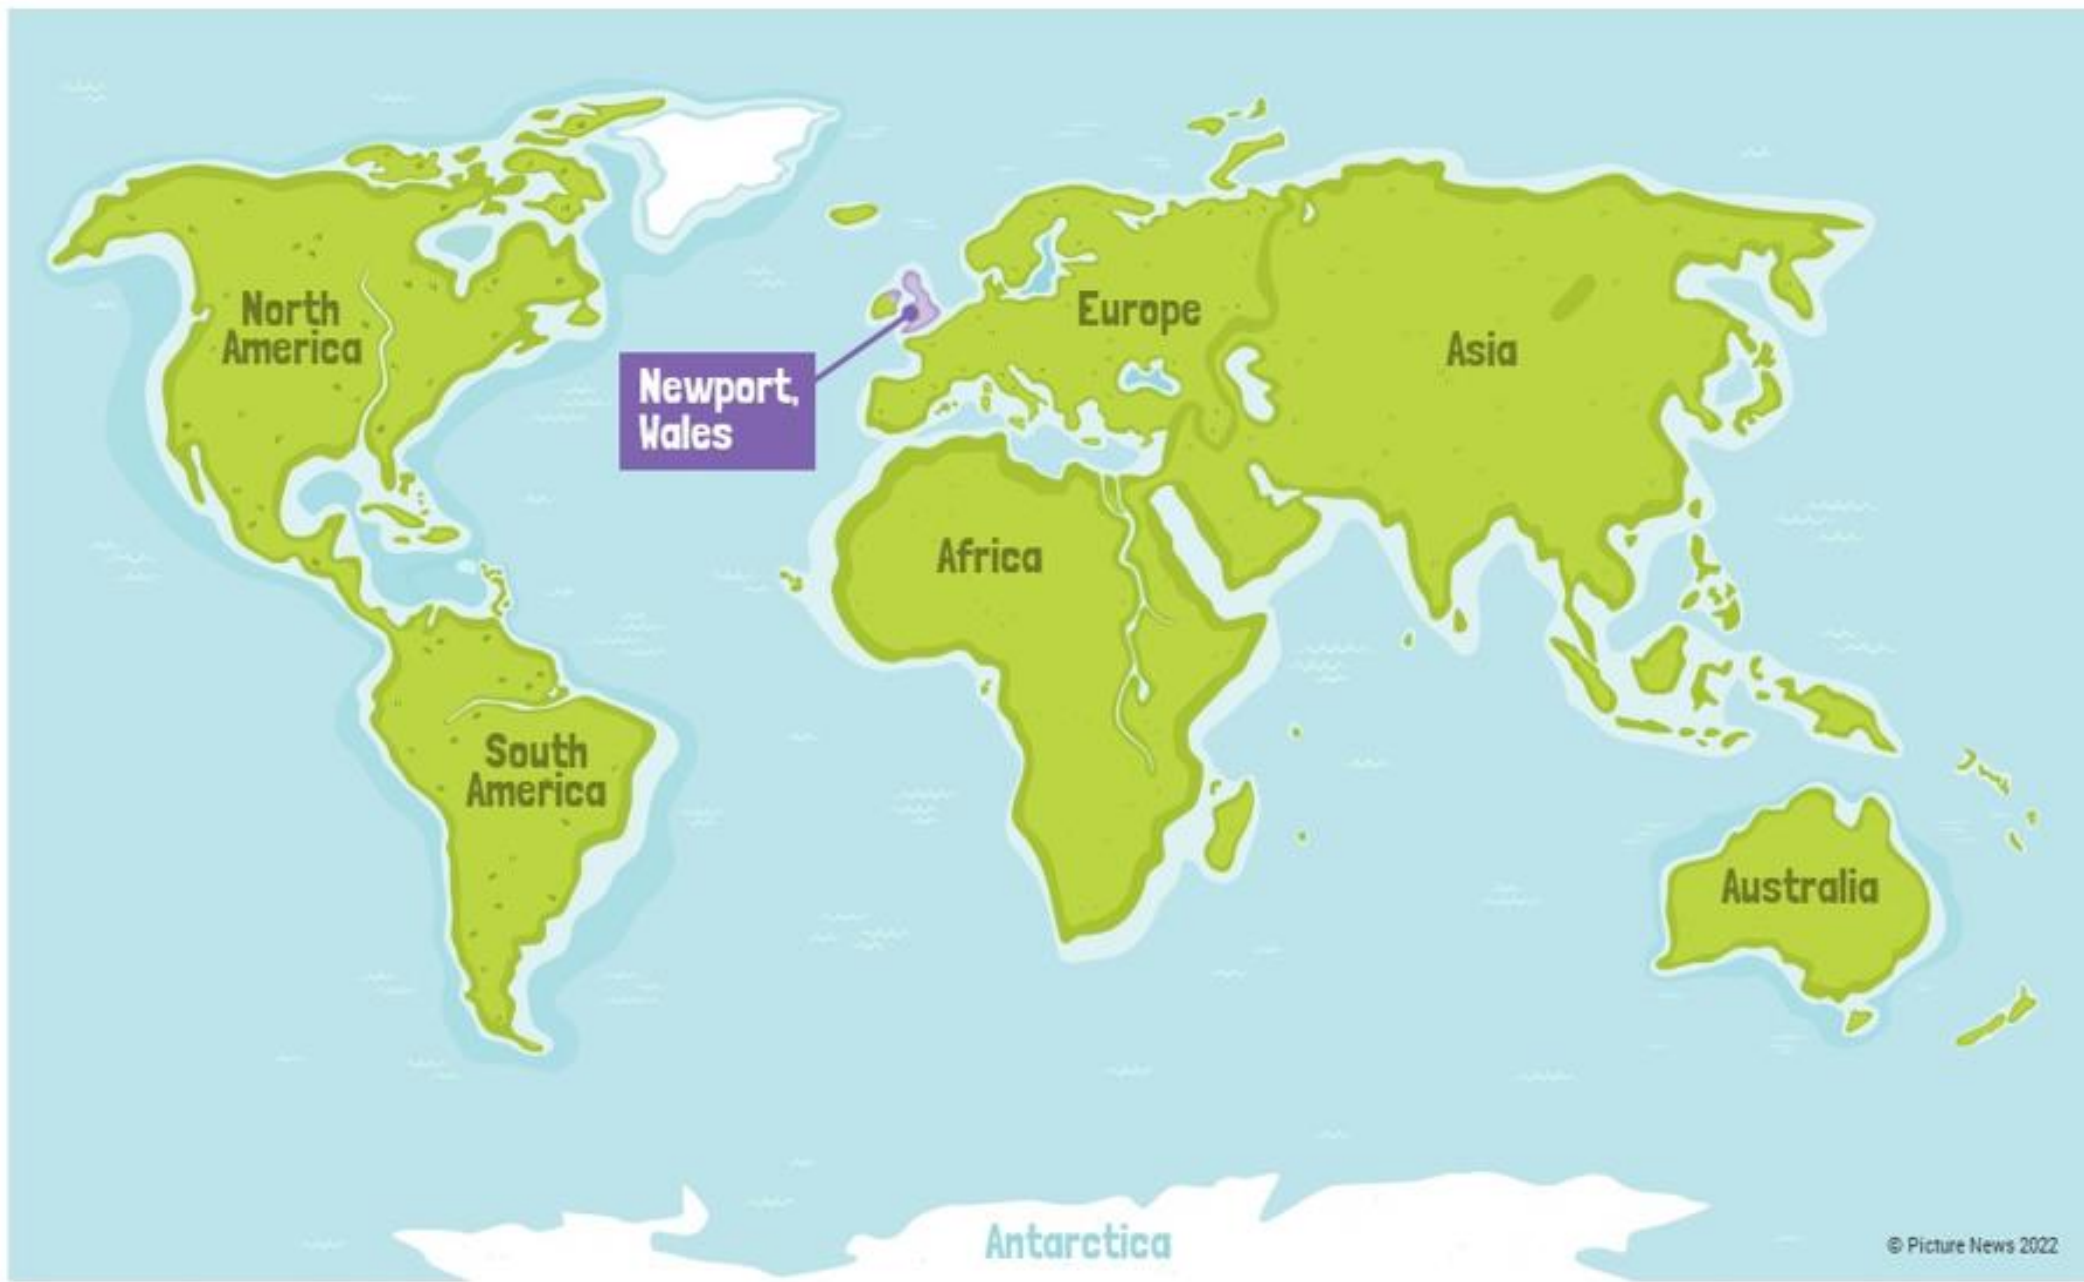 North
America
Europe
Asia
Newport,
Wales
Africa
South
America
Australia
Antarctica
© Picture News 2022